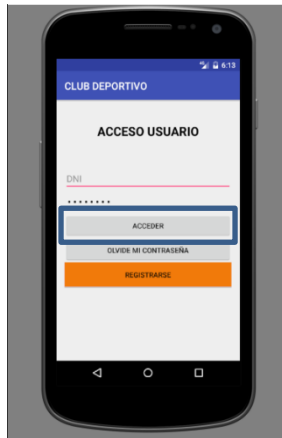 6:13
CLUB DEPORTIVO
ACCESO USUARIO
DNI
........
ACCEDER
OLVIDE MI CONTRASEÑA
REGISTRARSE